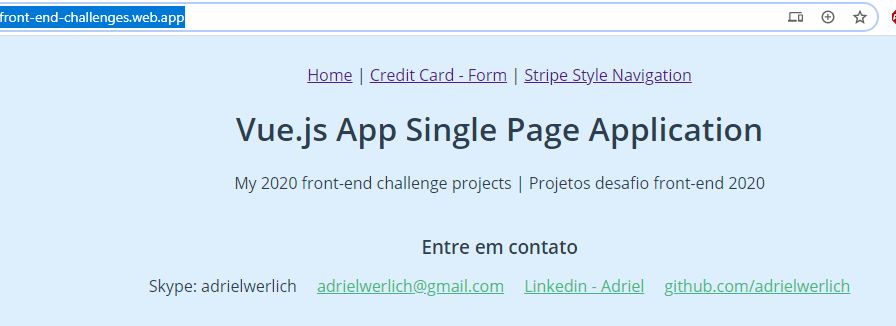 front-end-challenges.web.app
Home | Credit Card - Form | Stripe Style Navigation
Vue.js App Single Page Application
My 2020 front-end challenge projects | Projetos desafio front-end 2020
Entre em contato
Skype: adrielwerlich adrielwerlich@gmail.com Linkedin - Adriel github.com/adrielwerlich